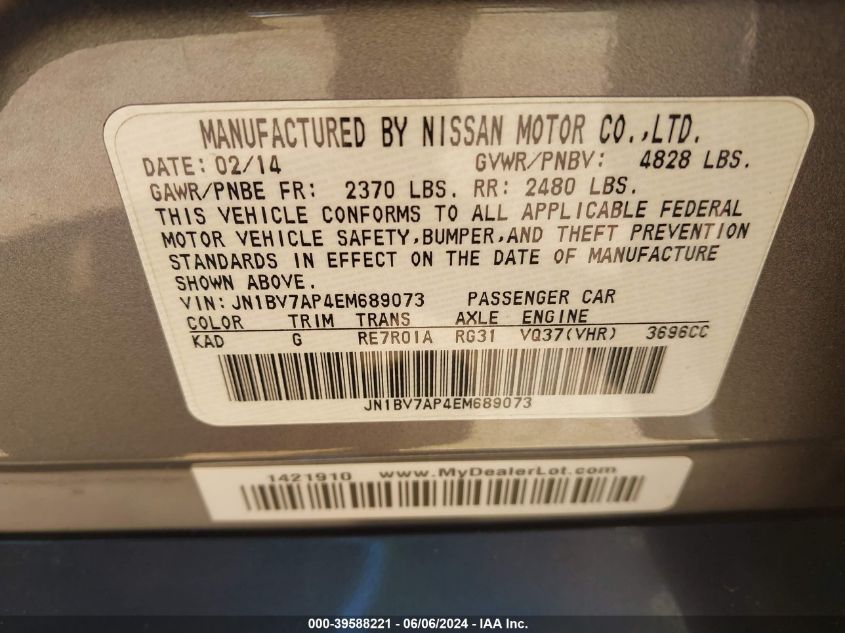 MANUFACTURED BY NISSAN MOTOR CO.,LTD.
DATE: 02/14 GVWR/PNBV: 4828 LBS.
GAWR/PNBE FR: 2370 LBS. RR: 2480 LBS.
THIS VEHICLE CONFORMS TO ALL APPLICABLE FEDERAL
MOTOR VEHICLE SAFETY,BUMPER,AND THEFT PREVENTION
STANDARDS IN EFFECT ON THE DATE OF MANUFACTURE
SHOWN ABOVE.
VIN: JN1BV7AP4EM689073 PASSENGER CAR
COLOR TRIM TRANS AXLE ENGINE
KAD G RE7R01A RG31 VQ37(VHR) 3696CC
JN1BV7AP4EM689073
1421910 www.MyDealerLot.com
000-39588221 - 06/06/2024 - IAA Inc.